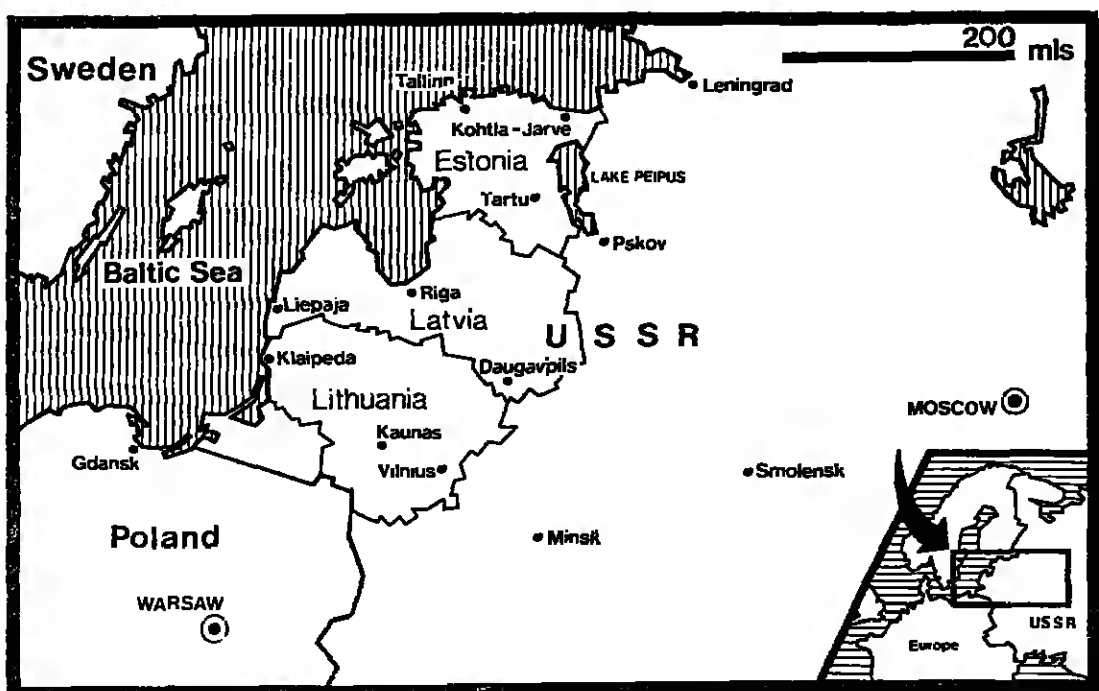 200 mls
Sweden
Tallinn
Leningrad
Kohtla-Jarve
Estonia
LAKE PEIPUS
Tartu
Pskov
Baltic Sea
Riga
Liepaja
Latvia
USSR
Klaipeda
Daugavpils
Lithuania
MOSCOW
Kaunas
Gdansk
Vilnius
Smolensk
Poland
Minsk
WARSAW
USSR
Europe